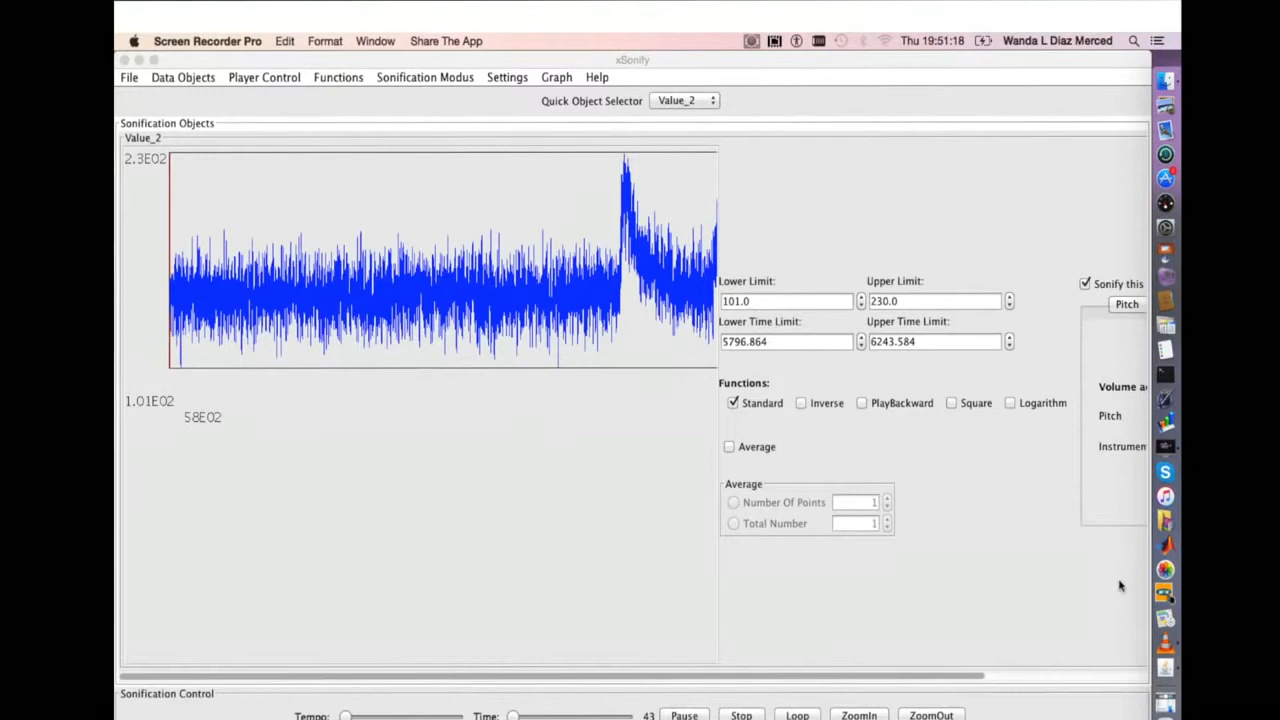 Screen Recorder Pro Edit Format Window Share The App Thu 19:51:18 Wanda L Diaz Merced
xSonify
File Data Objects Player Control Functions Sonification Modus Settings Graph Help
Quick Object Selector Value_2
Sonification Objects
Value_2
2.3E02
1.01E02
58E02
Lower Limit: Upper Limit:
101.0 230.0
Lower Time Limit: Upper Time Limit:
5796.864 6243.584
Functions:
Standard Inverse PlayBackward Square Logarithm
Average
Average
Number Of Points 1
Total Number 1
Sonify this
Pitch
Volume a
Pitch
Instrumen
Sonification Control
Tempo: Time: 43 Pause Stop Loop ZoomIn ZoomOut